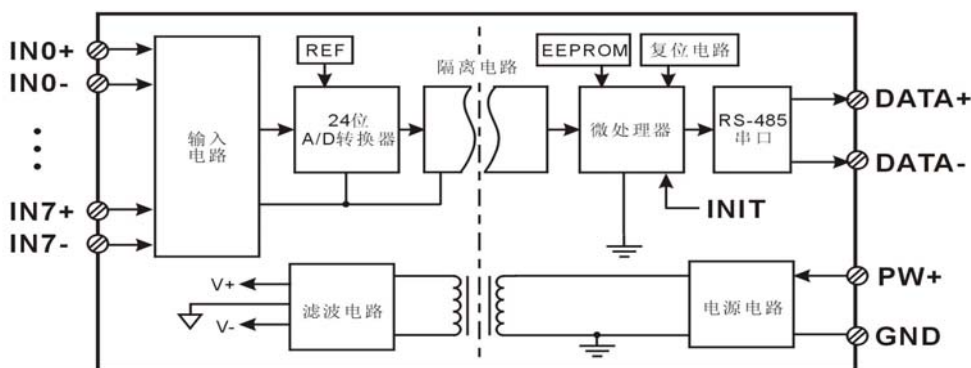 IN0+
IN0-
IN7+
IN7-
输入
电路
REF
24位
A/D转换器
隔离电路
EEPROM
复位电路
微处理器
RS-485
串口
INIT
DATA+
DATA-
V+
V-
滤波电路
电源电路
PW+
GND